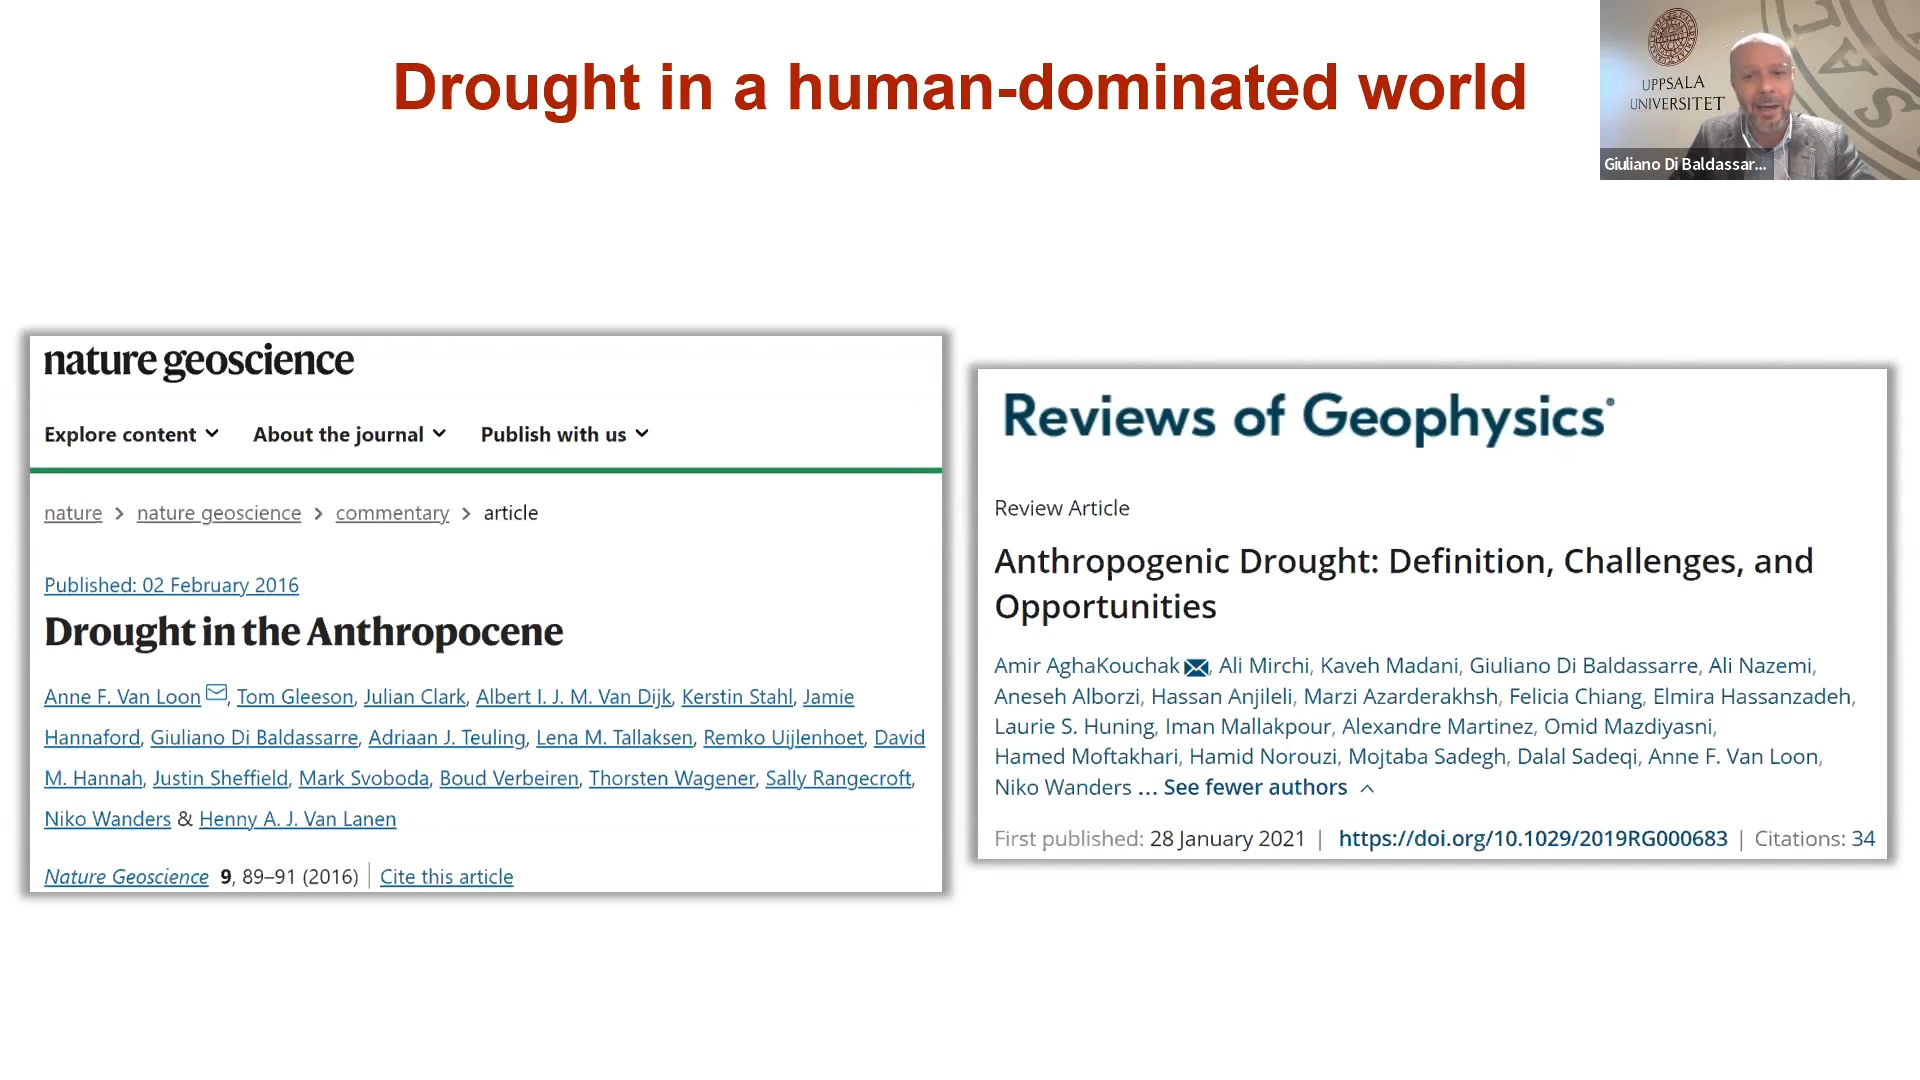 Drought in a human-dominated world
UPPSALA
UNIVERSITET
Giuliano Di Baldassar...
nature geoscience
Explore content
About the journal
Publish with us
nature > nature geoscience > commentary > article
Published: 02 February 2016
Drought in the Anthropocene
Anne F. Van Loon, Tom Gleeson, Julian Clark, Albert I. J. M. Van Dijk, Kerstin Stahl, Jamie
Hannaford, Giuliano Di Baldassarre, Adriaan J. Teuling, Lena M. Tallaksen, Remko Uijlenhoet, David
M. Hannah, Justin Sheffield, Mark Svoboda, Boud Verbeiren, Thorsten Wagener, Sally Rangecroft,
Niko Wanders & Henny A. J. Van Lanen
Nature Geoscience 9, 89–91 (2016) | Cite this article
Reviews of Geophysics
Review Article
Anthropogenic Drought: Definition, Challenges, and
Opportunities
Amir AghaKouchak, Ali Mirchi, Kaveh Madani, Giuliano Di Baldassarre, Ali Nazemi,
Aneseh Alborzi, Hassan Anjileli, Marzi Azarderakhsh, Felicia Chiang, Elmira Hassanzadeh,
Laurie S. Huning, Iman Mallakpour, Alexandre Martinez, Omid Mazdiyasni,
Hamed Moftakhari, Hamid Norouzi, Mojtaba Sadegh, Dalal Sadeqi, Anne F. Van Loon,
Niko Wanders ... See fewer authors
First published: 28 January 2021 | https://doi.org/10.1029/2019RG000683 | Citations: 34